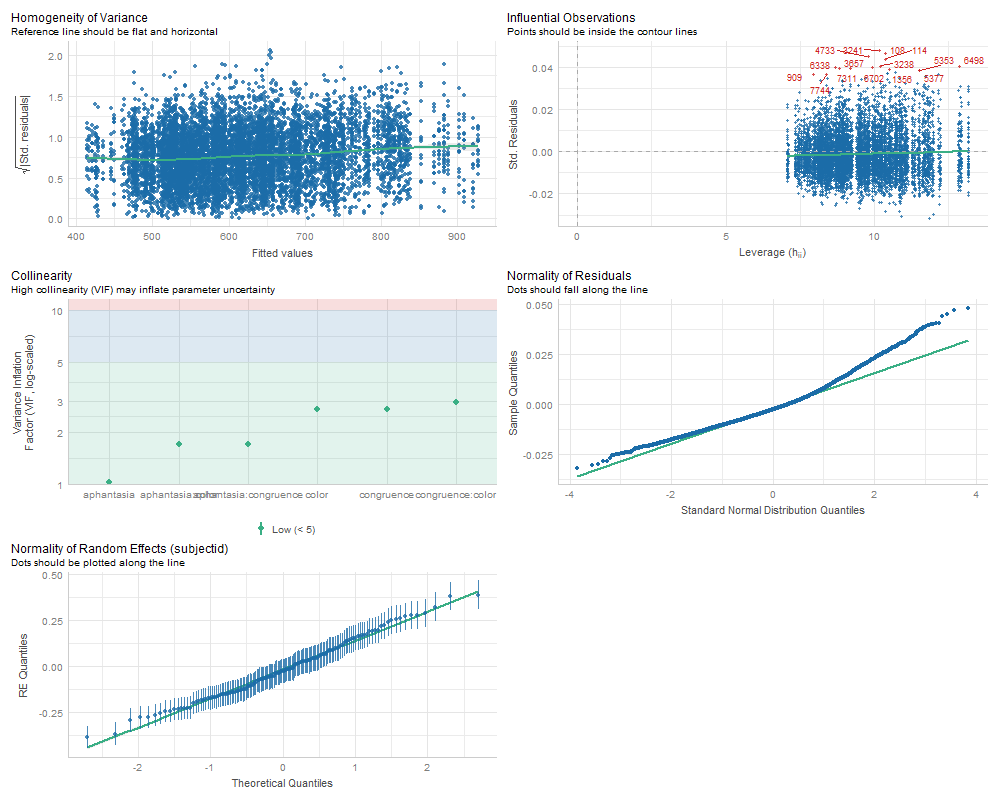 Homogeneity of Variance
Reference line should be flat and horizontal
2.0
1.5
1.0
0.5
0.0
√|Std. residuals|
400 500 600 700 800 900
Fitted values
Influential Observations
Points should be inside the contour lines
0.04
0.02
0.00
-0.02
Std. Residuals
4733 3241 108 114
6338 3657 3238 5353 6498
909 7311 6702 1356 5377
7744
0 5 10
Leverage (hii)
Collinearity
High collinearity (VIF) may inflate parameter uncertainty
10
5
3
2
1
Variance Inflation
Factor (VIF, log-scaled)
aphantasia aphantasia:color aphantasia:congruence color congruence congruence:color
Low (< 5)
Normality of Residuals
Dots should fall along the line
0.050
0.025
0.000
-0.025
Sample Quantiles
-4 -2 0 2 4
Standard Normal Distribution Quantiles
Normality of Random Effects (subjectid)
Dots should be plotted along the line
0.50
0.25
0.00
-0.25
RE Quantiles
-2 -1 0 1 2
Theoretical Quantiles